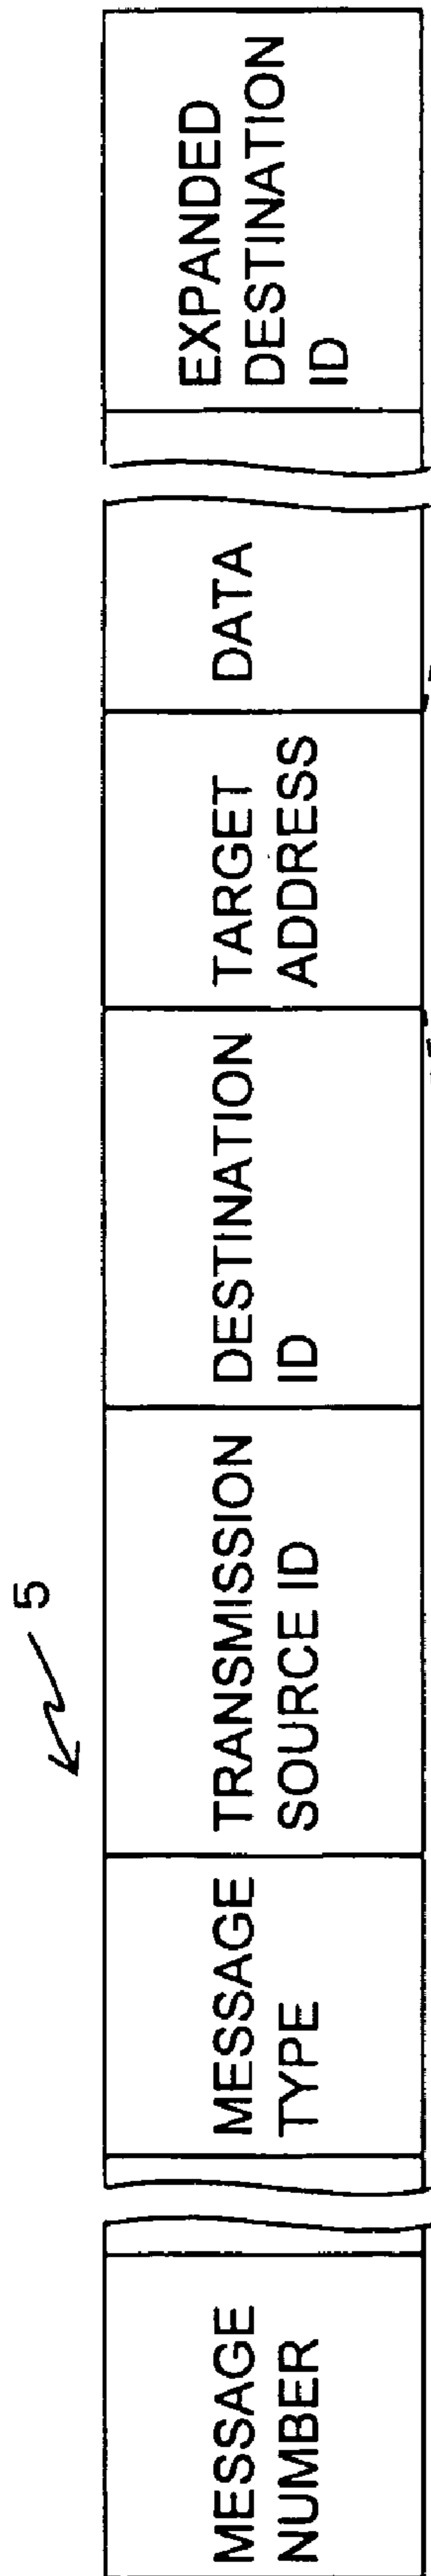 5
MESSAGE
NUMBER
MESSAGE
TYPE
TRANSMISSION
SOURCE ID
DESTINATION
ID
TARGET
ADDRESS
DATA
EXPANDED
DESTINATION
ID